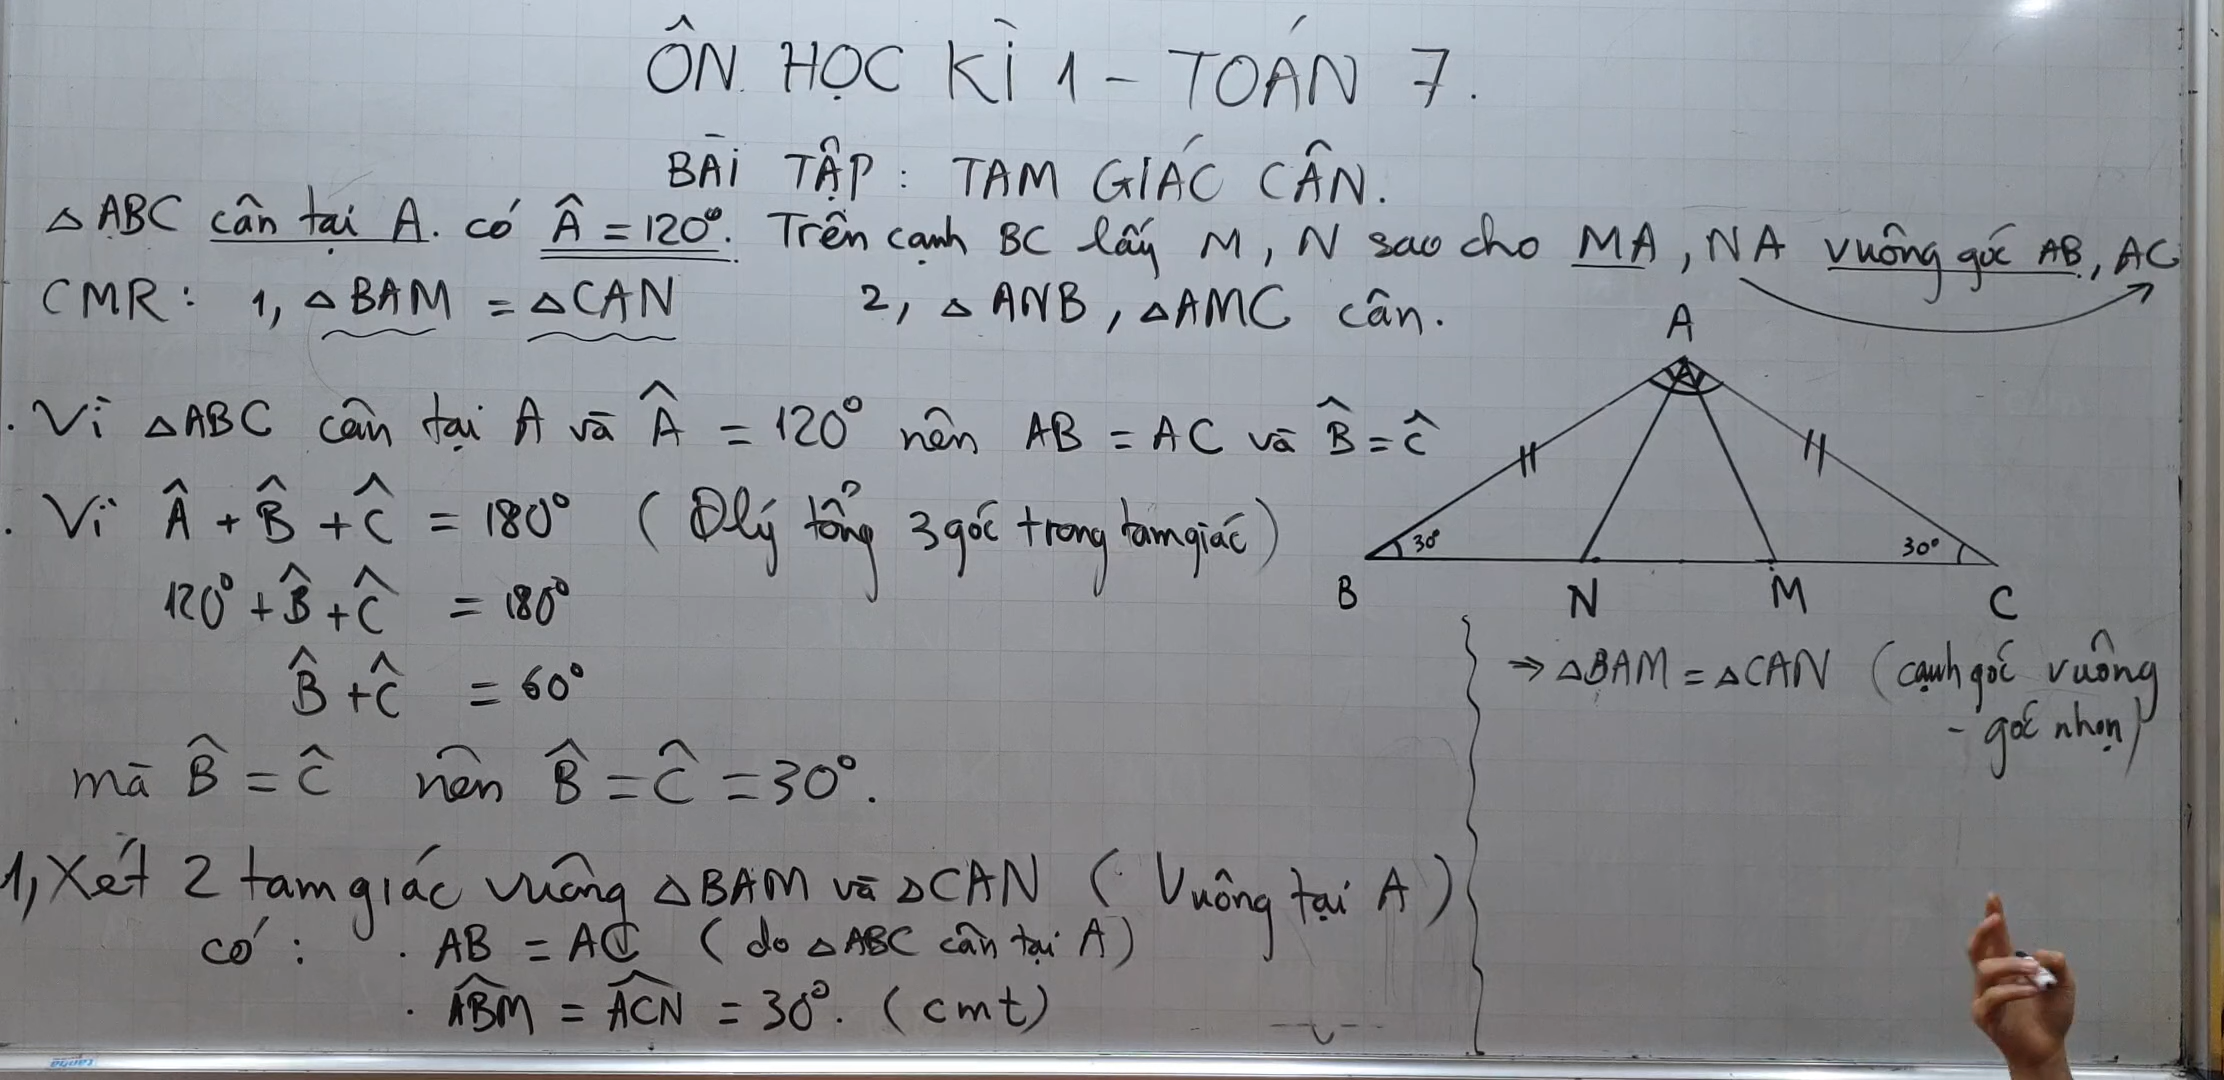 ÔN HỌC KÌ 1 - TOÁN 7.
BÀI TẬP: TAM GIÁC CÂN.
△ABC cân tại A. có Â = 120°. Trên cạnh BC lấy M, N sao cho MA, NA vuông góc AB, AC
CMR: 1, △BAM = △CAN 2, △ANB, △AMC cân.
A
. Vì △ABC cân tại A và Â = 120° nên AB = AC và B̂ = Ĉ
. Vì Â + B̂ + Ĉ = 180° (Đlý tổng 3 góc trong tam giác)
30° 30°
B N M C
120° + B̂ + Ĉ = 180°
B̂ + Ĉ = 60°
mà B̂ = Ĉ nên B̂ = Ĉ = 30°.
1, Xét 2 tam giác vuông △BAM và △CAN (Vuông tại A)
có: . AB = AC (do △ABC cân tại A)
. ABM̂ = ACN̂ = 30°. (cmt)
⇒ △BAM = △CAN (cạnh góc vuông
- góc nhọn)